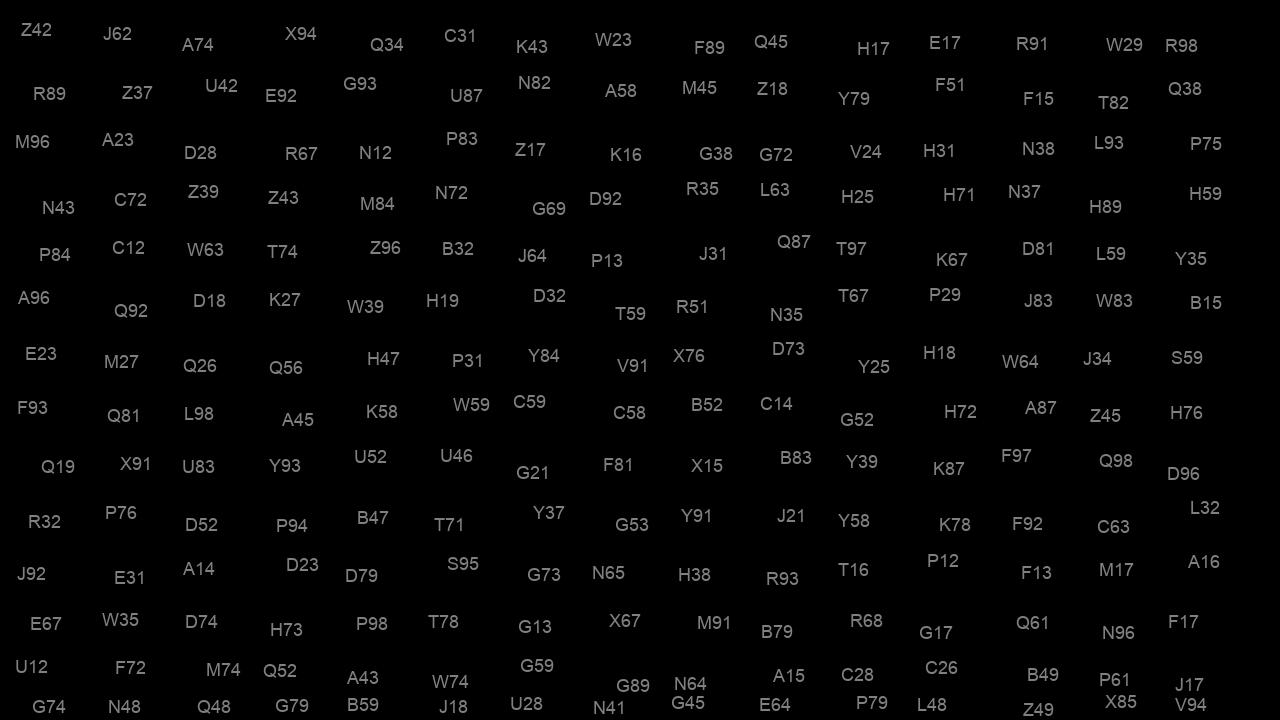 Z42 J62 A74 X94 Q34 C31 K43 W23 F89 Q45 H17 E17 R91 W29 R98
R89 Z37 U42 E92 G93 U87 N82 A58 M45 Z18 Y79 F51 F15 T82 Q38
M96 A23 D28 R67 N12 P83 Z17 K16 G38 G72 V24 H31 N38 L93 P75
N43 C72 Z39 Z43 M84 N72 G69 D92 R35 L63 H25 H71 N37 H89 H59
P84 C12 W63 T74 Z96 B32 J64 P13 J31 Q87 T97 K67 D81 L59 Y35
A96 Q92 D18 K27 W39 H19 D32 T59 R51 N35 T67 P29 J83 W83 B15
E23 M27 Q26 Q56 H47 P31 Y84 V91 X76 D73 Y25 H18 W64 J34 S59
F93 Q81 L98 A45 K58 W59 C59 C58 B52 C14 G52 H72 A87 Z45 H76
Q19 X91 U83 Y93 U52 U46 G21 F81 X15 B83 Y39 K87 F97 Q98 D96
R32 P76 D52 P94 B47 T71 Y37 G53 Y91 J21 Y58 K78 F92 C63 L32
J92 E31 A14 D23 D79 S95 G73 N65 H38 R93 T16 P12 F13 M17 A16
E67 W35 D74 H73 P98 T78 G13 X67 M91 B79 R68 G17 Q61 N96 F17
U12 F72 M74 Q52 A43 W74 G59 G89 N64 A15 C28 C26 B49 P61 J17
G74 N48 Q48 G79 B59 J18 U28 N41 G45 E64 P79 L48 Z49 X85 V94